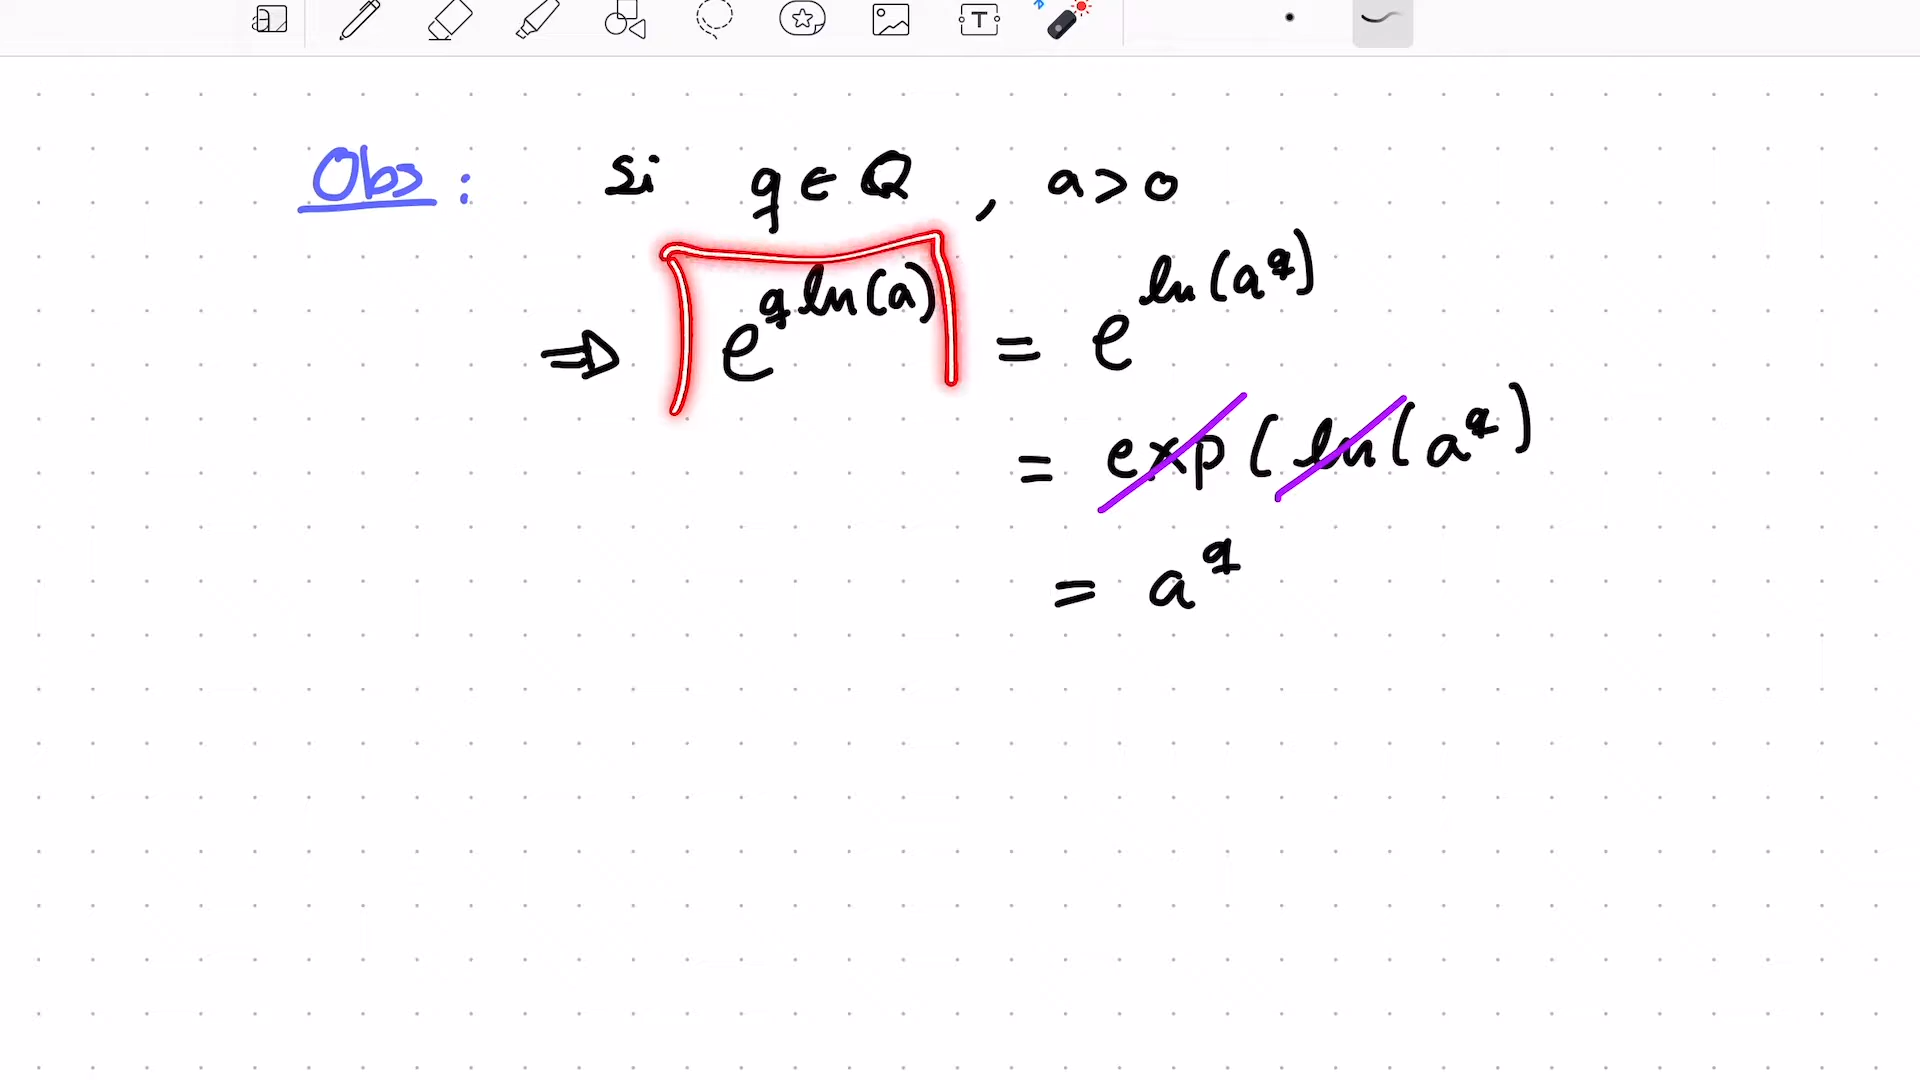 Obs : Si q ∈ Q , a > 0
⇒ e^{q ln(a)} = e^{ln(a^q)}
= exp ( ln ( a^q )
= a^q